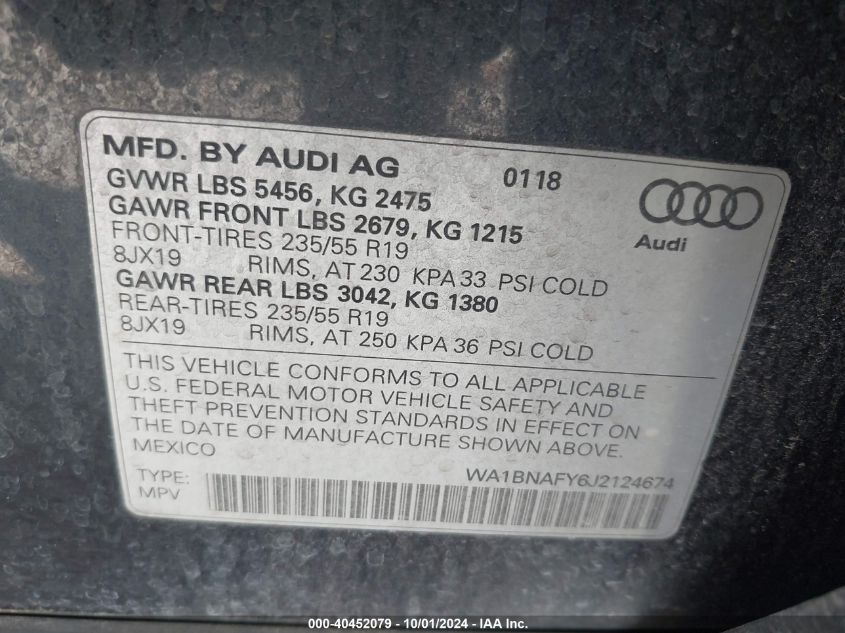 MFD. BY AUDI AG 0118
GVWR LBS 5456, KG 2475
GAWR FRONT LBS 2679, KG 1215
FRONT-TIRES 235/55 R19
8JX19 RIMS, AT 230 KPA 33 PSI COLD
GAWR REAR LBS 3042, KG 1380
REAR-TIRES 235/55 R19
8JX19 RIMS, AT 250 KPA 36 PSI COLD
Audi
THIS VEHICLE CONFORMS TO ALL APPLICABLE
U.S. FEDERAL MOTOR VEHICLE SAFETY AND
THEFT PREVENTION STANDARDS IN EFFECT ON
THE DATE OF MANUFACTURE SHOWN ABOVE.
MEXICO
TYPE: WA1BNAFY6J2124674
MPV
000-40452079 - 10/01/2024 - IAA Inc.